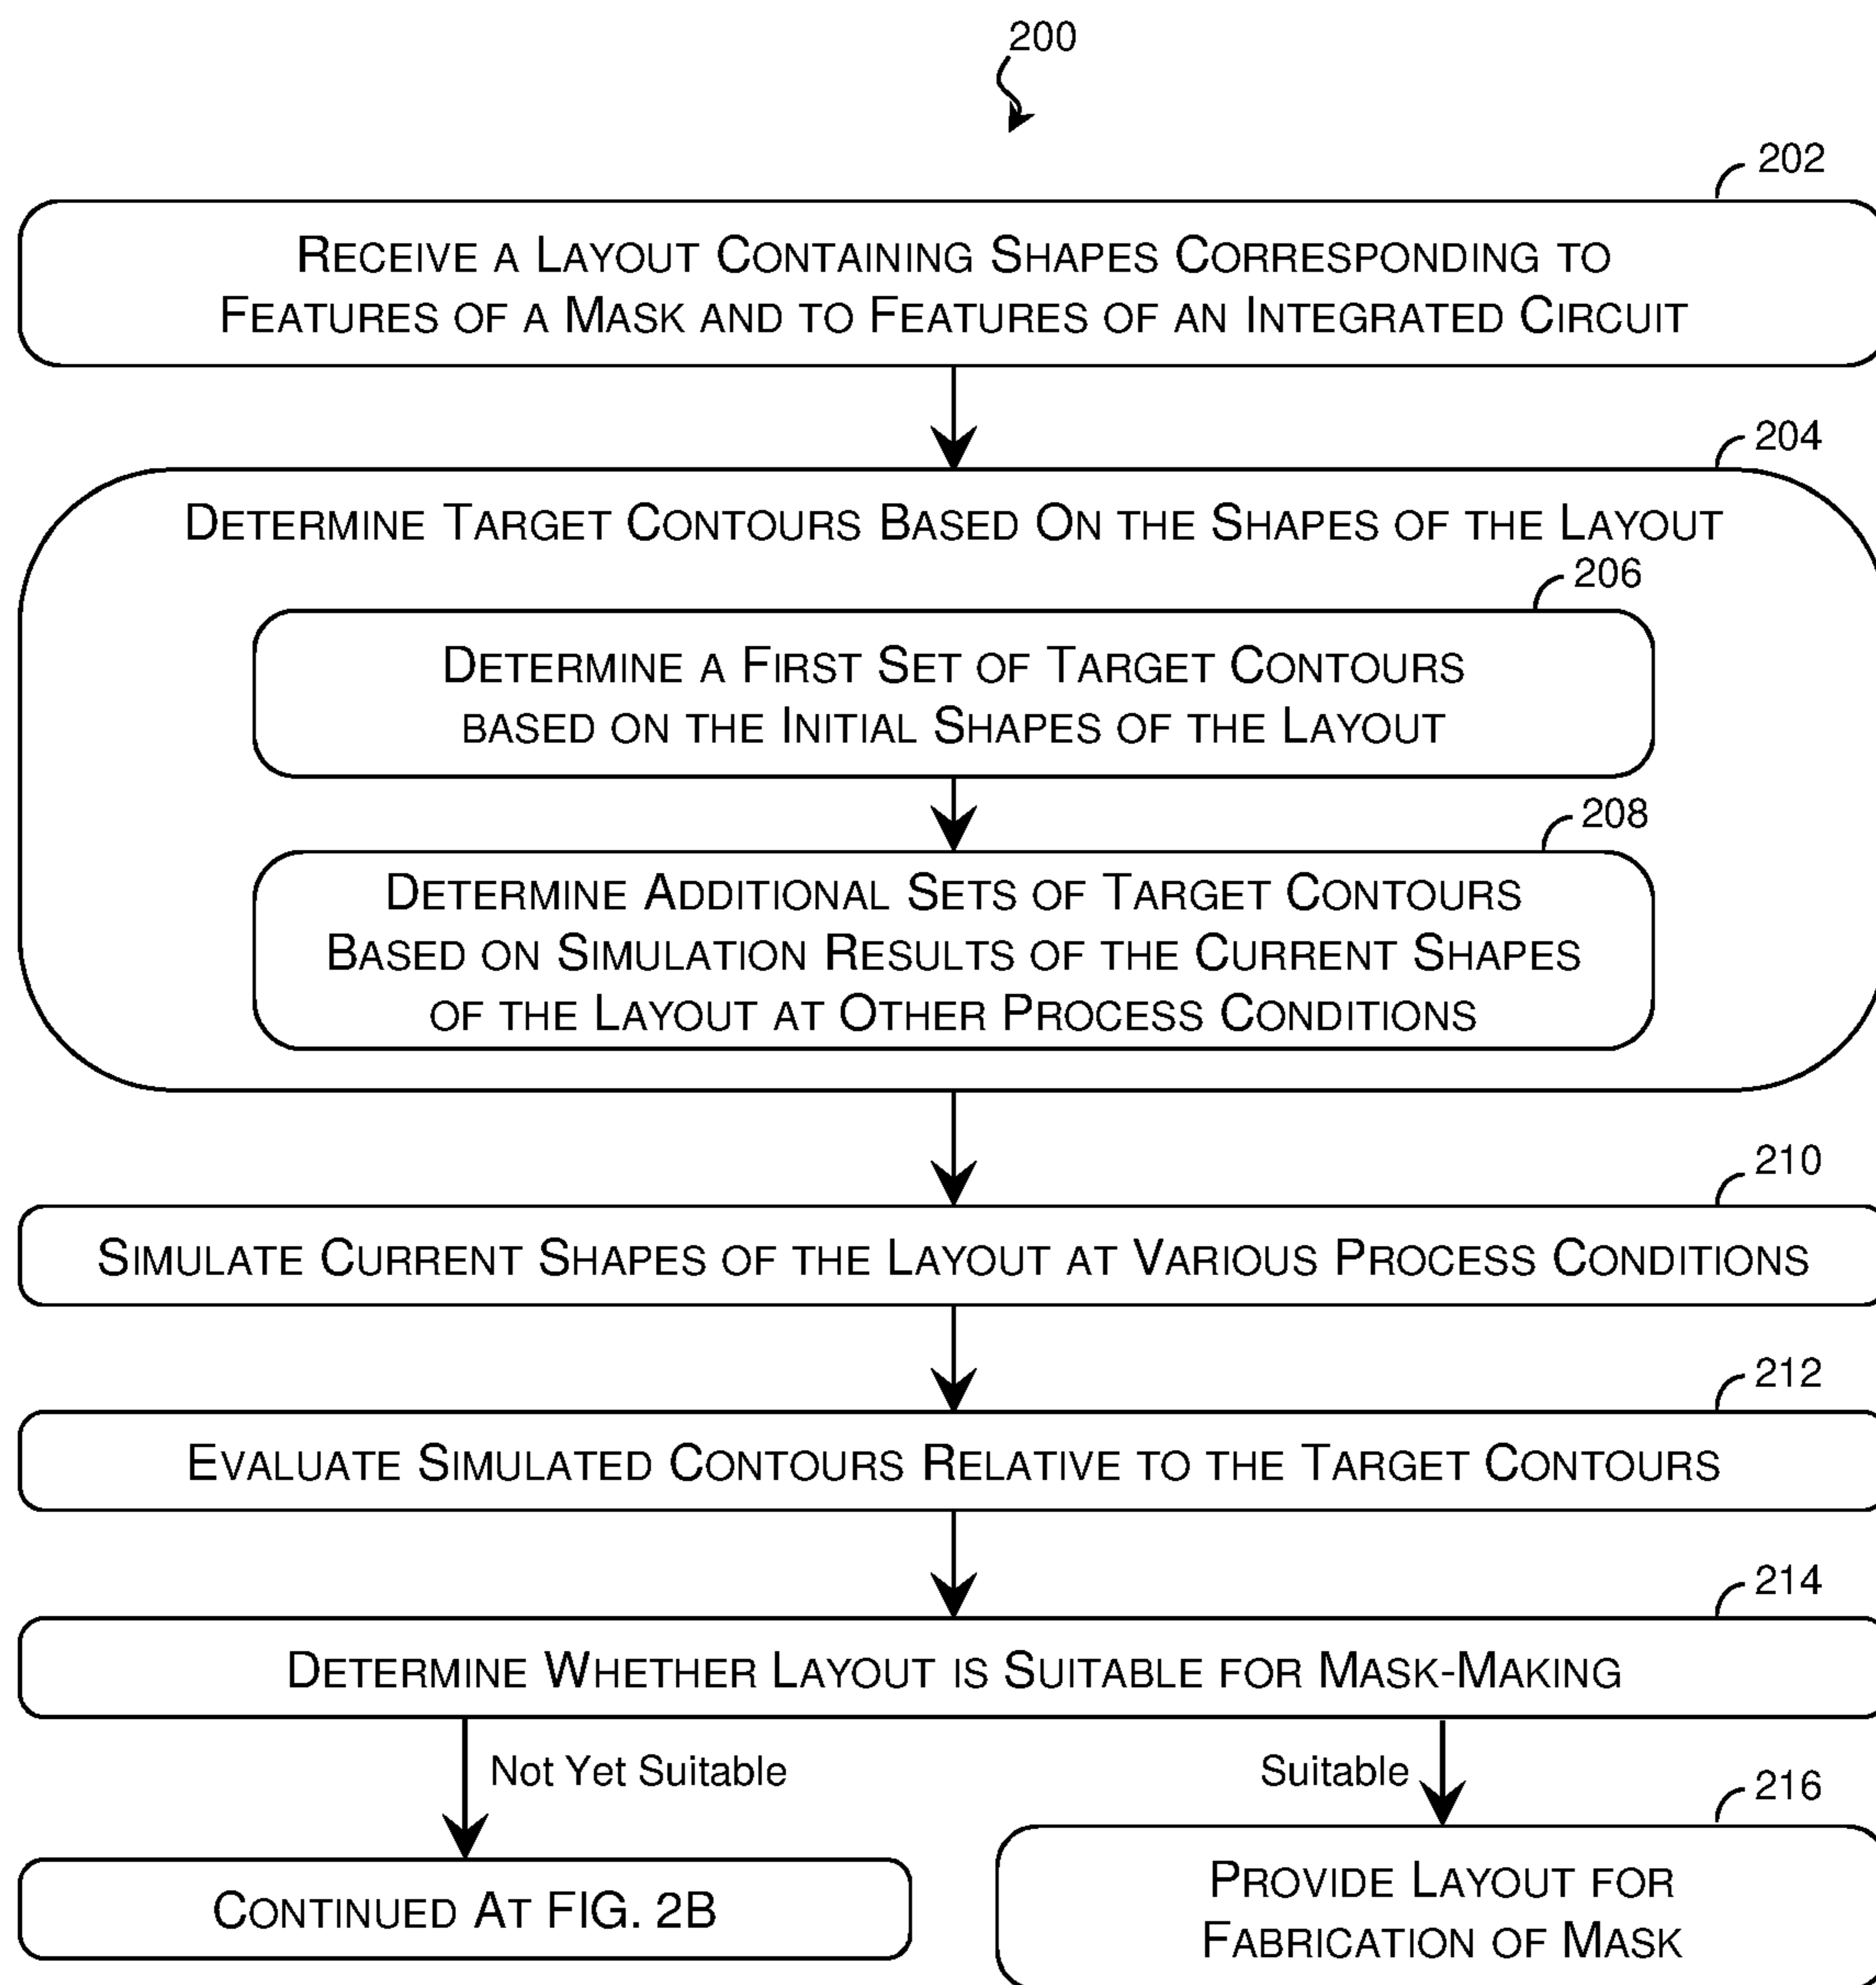 200
202
RECEIVE A LAYOUT CONTAINING SHAPES CORRESPONDING TO
FEATURES OF A MASK AND TO FEATURES OF AN INTEGRATED CIRCUIT
204
DETERMINE TARGET CONTOURS BASED ON THE SHAPES OF THE LAYOUT
206
DETERMINE A FIRST SET OF TARGET CONTOURS
BASED ON THE INITIAL SHAPES OF THE LAYOUT
208
DETERMINE ADDITIONAL SETS OF TARGET CONTOURS
BASED ON SIMULATION RESULTS OF THE CURRENT SHAPES
OF THE LAYOUT AT OTHER PROCESS CONDITIONS
210
SIMULATE CURRENT SHAPES OF THE LAYOUT AT VARIOUS PROCESS CONDITIONS
212
EVALUATE SIMULATED CONTOURS RELATIVE TO THE TARGET CONTOURS
214
DETERMINE WHETHER LAYOUT IS SUITABLE FOR MASK-MAKING
Not Yet Suitable
Suitable
216
CONTINUED AT FIG. 2B
PROVIDE LAYOUT FOR
FABRICATION OF MASK